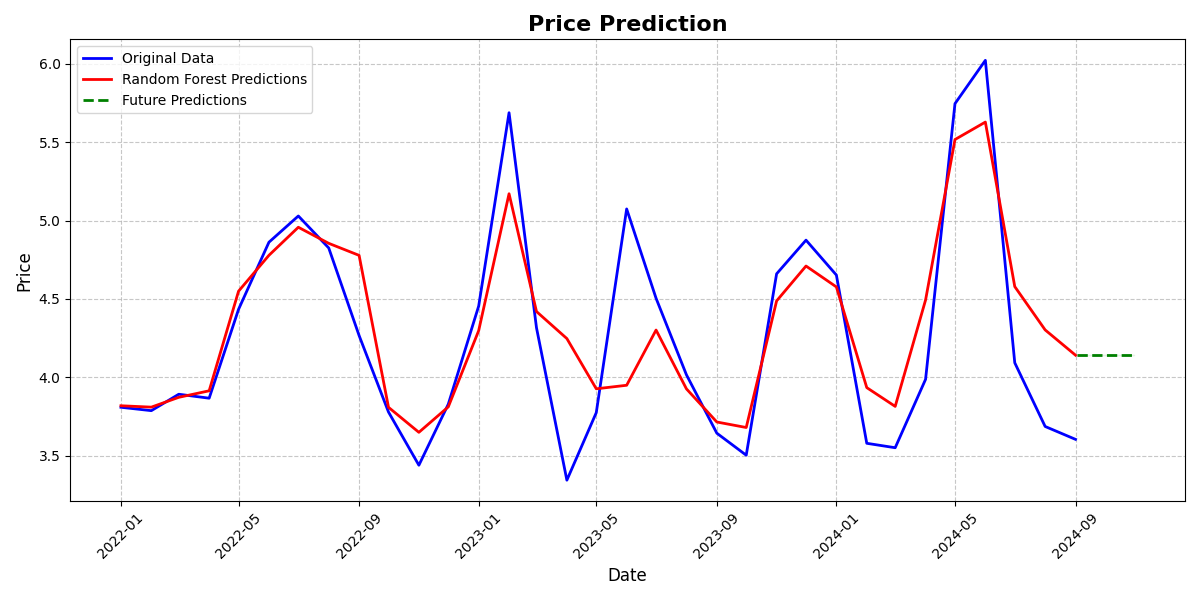 Price Prediction
Original Data
Random Forest Predictions
Future Predictions
6.0
5.5
5.0
4.5
4.0
3.5
Price
2022-01
2022-05
2022-09
2023-01
2023-05
2023-09
2024-01
2024-05
2024-09
Date